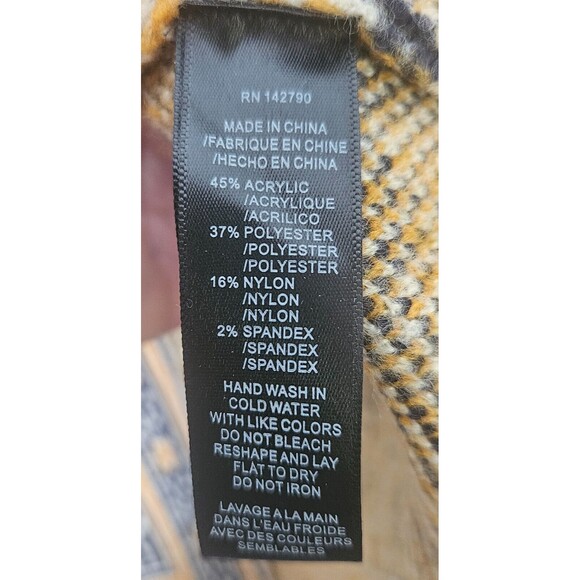 RN 142790
MADE IN CHINA
/FABRIQUE EN CHINE
/HECHO EN CHINA
45% ACRYLIC
/ACRYLIQUE
/ACRILICO
37% POLYESTER
/POLYESTER
/POLYESTER
16% NYLON
/NYLON
/NYLON
2% SPANDEX
/SPANDEX
/SPANDEX
HAND WASH IN
COLD WATER
WITH LIKE COLORS
DO NOT BLEACH
RESHAPE AND LAY
FLAT TO DRY
DO NOT IRON
LAVAGE A LA MAIN
DANS L'EAU FROIDE
AVEC DES COULEURS
SEMBLABLES